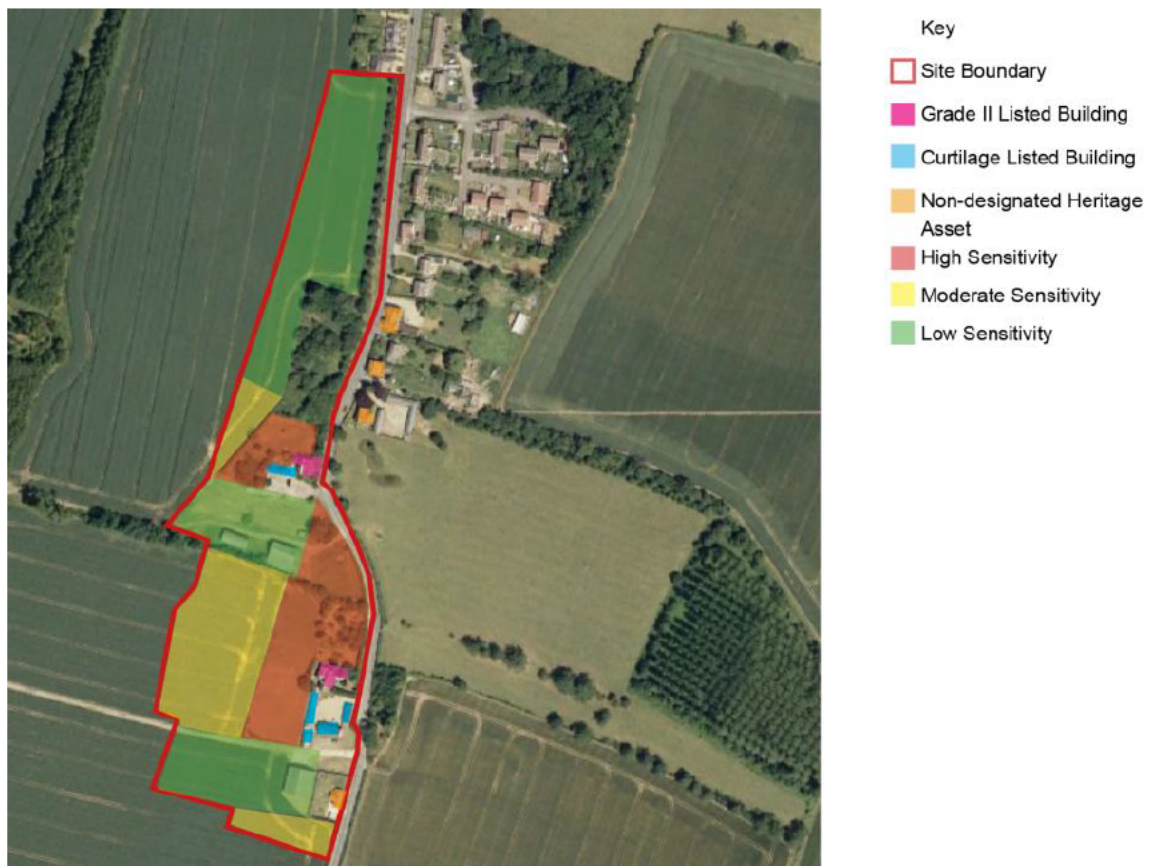 Key
Site Boundary
Grade II Listed Building
Curtilage Listed Building
Non-designated Heritage
Asset
High Sensitivity
Moderate Sensitivity
Low Sensitivity